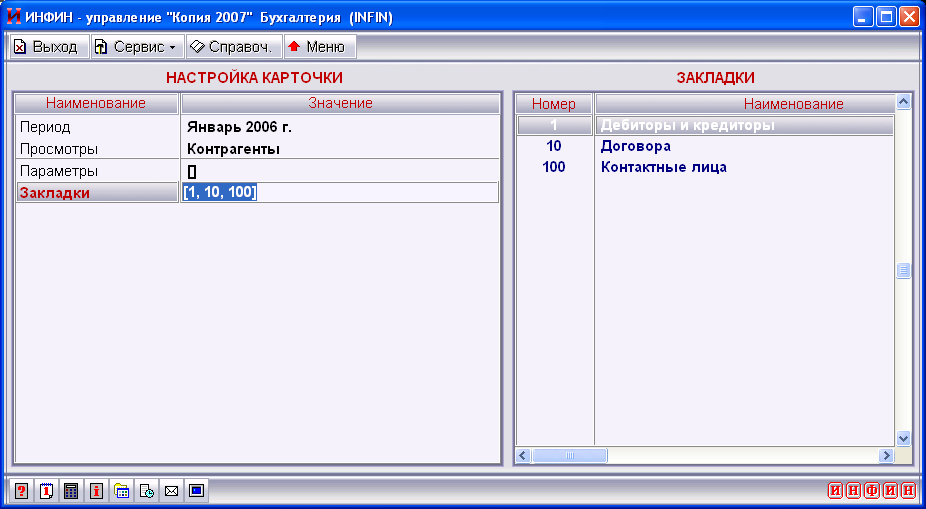 ИНФИН - управление "Копия 2007" Бухгалтерия (INFIN)
Выход Сервис Справоч. Меню
НАСТРОЙКА КАРТОЧКИ
Наименование Значение
Период Январь 2006 г.
Просмотры Контрагенты
Параметры []
Закладки [1, 10, 100]
ЗАКЛАДКИ
Номер Наименование
1 Дебиторы и кредиторы
10 Договора
100 Контактные лица
ИНФИН